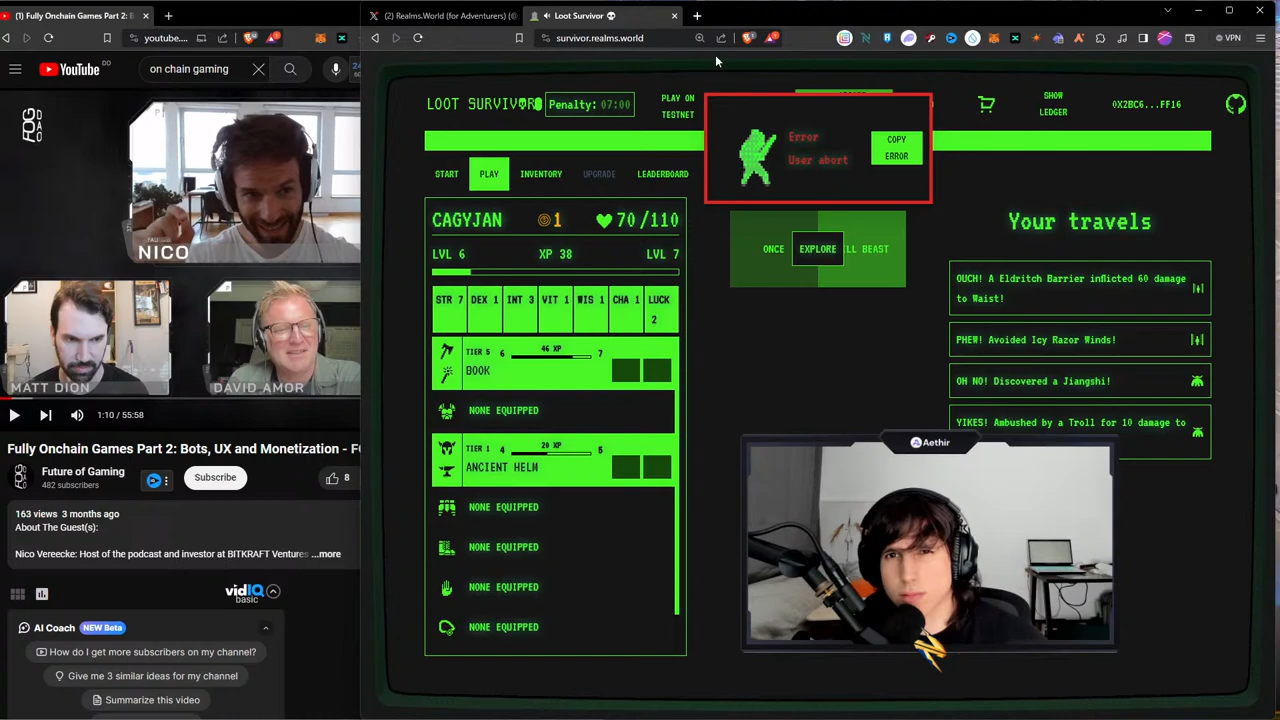 (1) Fully Onchain Games Part 2: B
(2) Realms.World (for Adventurers) (@
Loot Survivor
youtube....
survivor.realms.world
VPN
YouTube
DO
on chain gaming
NICO
MATT DION
DAVID AMOR
1:10 / 55:58
Fully Onchain Games Part 2: Bots, UX and Monetization - F
Future of Gaming
482 subscribers
Subscribe
8
163 views 3 months ago
About The Guest(s):
Nico Vereecke: Host of the podcast and investor at BITKRAFT Ventures
...more
vidIQ
basic
AI Coach
NEW Beta
How do I get more subscribers on my channel?
Give me 3 similar ideas for my channel
Summarize this video
LOOT SURVIVOR
Penalty: 07:00
PLAY ON
TESTNET
SHOW
LEDGER
0X2BC6...FF16
Error
User abort
COPY
ERROR
START
PLAY
INVENTORY
UPGRADE
LEADERBOARD
CAGYJAN
1
70/110
LVL 6
XP 38
LVL 7
STR 7
DEX 1
INT 3
VIT 1
WIS 1
CHA 1
LUCK
2
TIER 5
6
46 XP
7
BOOK
NONE EQUIPPED
TIER 1
4
20 XP
5
ANCIENT HELM
NONE EQUIPPED
NONE EQUIPPED
NONE EQUIPPED
NONE EQUIPPED
ONCE
EXPLORE
LL BEAST
Your travels
OUCH! A Eldritch Barrier inflicted 60 damage
to Waist!
PHEW! Avoided Icy Razor Winds!
OH NO! Discovered a Jiangshi!
YIKES! Ambushed by a Troll for 10 damage to
Aethir